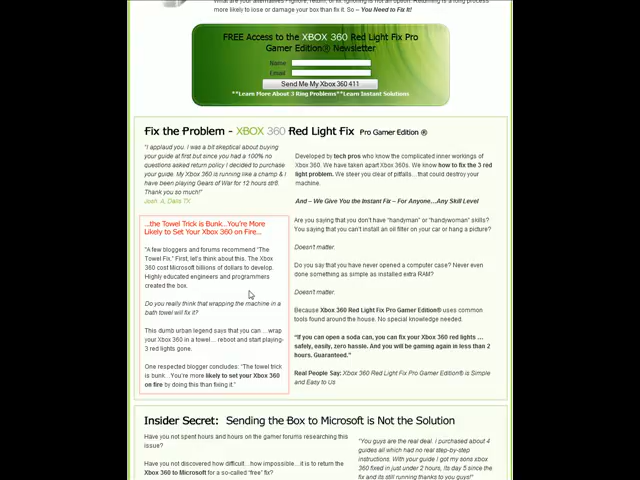 What are your alternatives - Ignore, return, or fix. Ignoring is not an option. Returning is a long process
more likely to lose or damage your box than fix it. So – You Need to Fix It!
FREE Access to the XBOX 360 Red Light Fix Pro
Gamer Edition® Newsletter
Name
Email
Send Me My Xbox 360 411
**Learn More About 3 Ring Problems**Learn Instant Solutions
Fix the Problem - XBOX 360 Red Light Fix Pro Gamer Edition ®
"I applaud you. I was a bit skeptical about buying
your guide at first but since you had a 100% no
questions asked return policy I decided to purchase
your guide. My Xbox 360 is running like a champ & I
have been playing Gears of War for 12 hours str8.
Thank you so much!"
Josh. A, Dalla TX
...the Towel Trick is Bunk...You're More
Likely to Set Your Xbox 360 on Fire...
"A few bloggers and forums recommend "The
Towel Fix." First, let's think about this. The Xbox
360 cost Microsoft billions of dollars to develop.
Highly educated engineers and programmers
created the box.
Do you really think that wrapping the machine in a
bath towel will fix it?
This dumb urban legend says that you can ...wrap
your Xbox 360 in a towel... reboot and start playing-
3 red lights gone.
One respected blogger concludes: "The towel trick
is bunk...You're more likely to set your Xbox 360
on fire by doing this than fixing it."
Developed by tech pros who know the complicated inner workings of
Xbox 360. We have taken apart Xbox 360s. We know how to fix the 3 red
light problem. We steer you clear of pitfalls... that could destroy your
machine.
And – We Give You the Instant Fix – For Anyone...Any Skill Level
Are you saying that you don't have "handyman" or "handywoman" skills?
You saying that you can't install an oil filter on your car or hang a picture?
Doesn't matter.
Do you say that you have never opened a computer case? Never even
done something as simple as installed extra RAM?
Doesn't matter.
Because Xbox 360 Red Light Fix Pro Gamer Edition® uses common
tools found around the house. No special knowledge needed.
"If you can open a soda can, you can fix your Xbox 360 red lights ...
safely, easily, zero hassle. And you will be gaming again in less than 2
hours. Guaranteed."
Real People Say: Xbox 360 Red Light Fix Pro Gamer Edition® is Simple
and Easy to Us
Insider Secret: Sending the Box to Microsoft is Not the Solution
Have you not spent hours and hours on the gamer forums researching this
issue?
Have you not discovered how difficult...how impossible...it is to return the
Xbox 360 to Microsoft for a so-called "free" fix?
"You guys are the real deal. I purchased about 4
guides all which had no real step-by-step
instructions. With your guide I got my sons xbox
360 fixed in just under 2 hours, Its day 5 since the
fix and its still running thanks to you guys!"